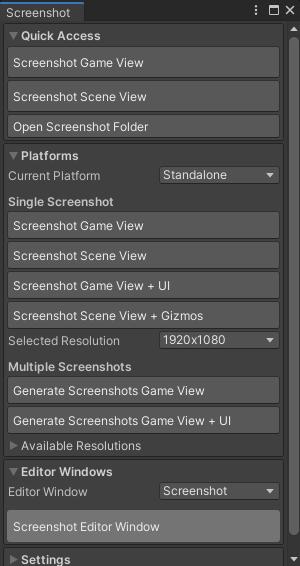 Screenshot
Quick Access
Screenshot Game View
Screenshot Scene View
Open Screenshot Folder
Platforms
Current Platform Standalone
Single Screenshot
Screenshot Game View
Screenshot Scene View
Screenshot Game View + UI
Screenshot Scene View + Gizmos
Selected Resolution 1920x1080
Multiple Screenshots
Generate Screenshots Game View
Generate Screenshots Game View + UI
Available Resolutions
Editor Windows
Editor Window Screenshot
Screenshot Editor Window
Settings